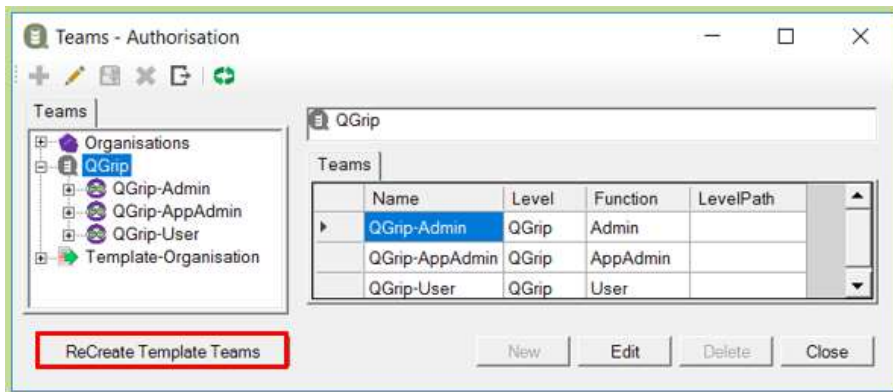 Teams - Authorisation
Teams
Organisations
QGrip
QGrip-Admin
QGrip-AppAdmin
QGrip-User
Template-Organisation
QGrip
Teams
Name Level Function LevelPath
QGrip-Admin QGrip Admin
QGrip-AppAdmin QGrip AppAdmin
QGrip-User QGrip User
ReCreate Template Teams New Edit Delete Close